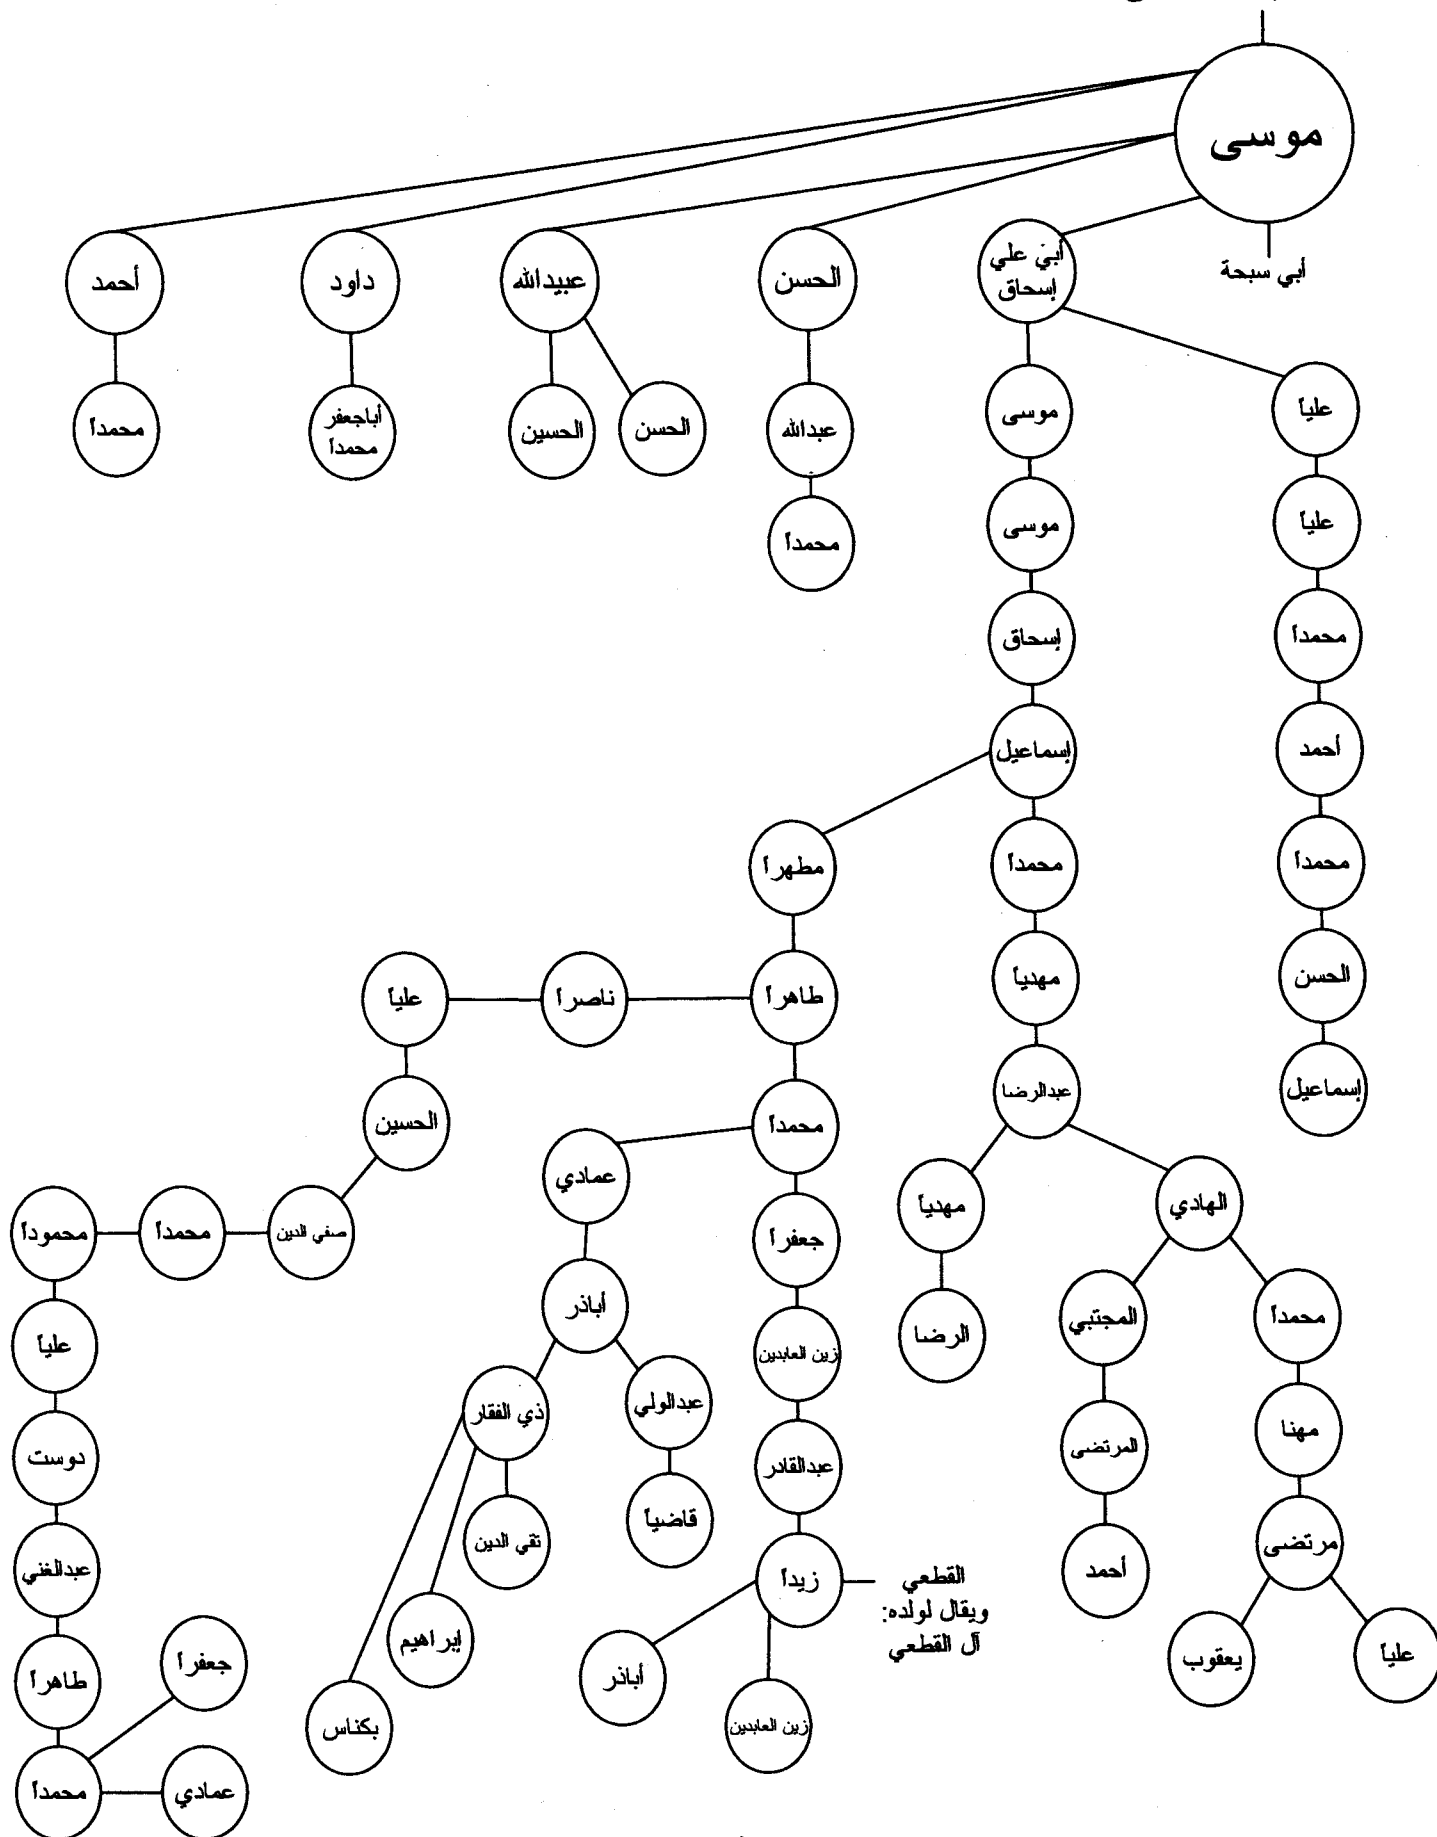 موسى
أبي سبحة
أبي علي
إسحاق
الحسن
عبيدالله
داود
أحمد
علياً
موسى
عبدالله
الحسن
الحسين
أباجعفر
محمداً
محمداً
علياً
موسى
محمداً
محمداً
إسحاق
أحمد
إسماعيل
محمداً
محمداً
مطهراً
الحسن
مهدياً
طاهراً
ناصراً
علياً
إسماعيل
عبدالرضا
محمداً
الحسين
الهادي
مهدياً
عمادي
جعفراً
صفي الدين
محمداً
محموداً
محمداً
المجتبي
الرضا
أباذر
زين العابدين
علياً
مهنا
المرتضى
عبدالولي
ذي الفقار
عبدالقادر
دوست
مرتضى
أحمد
قاضياً
تقي الدين
زيداً
القطعي
ويقال لولده:
آل القطعي
عبدالغني
علياً
يعقوب
أباذر
زين العابدين
إبراهيم
بكتاس
جعفراً
طاهراً
عمادي
محمداً